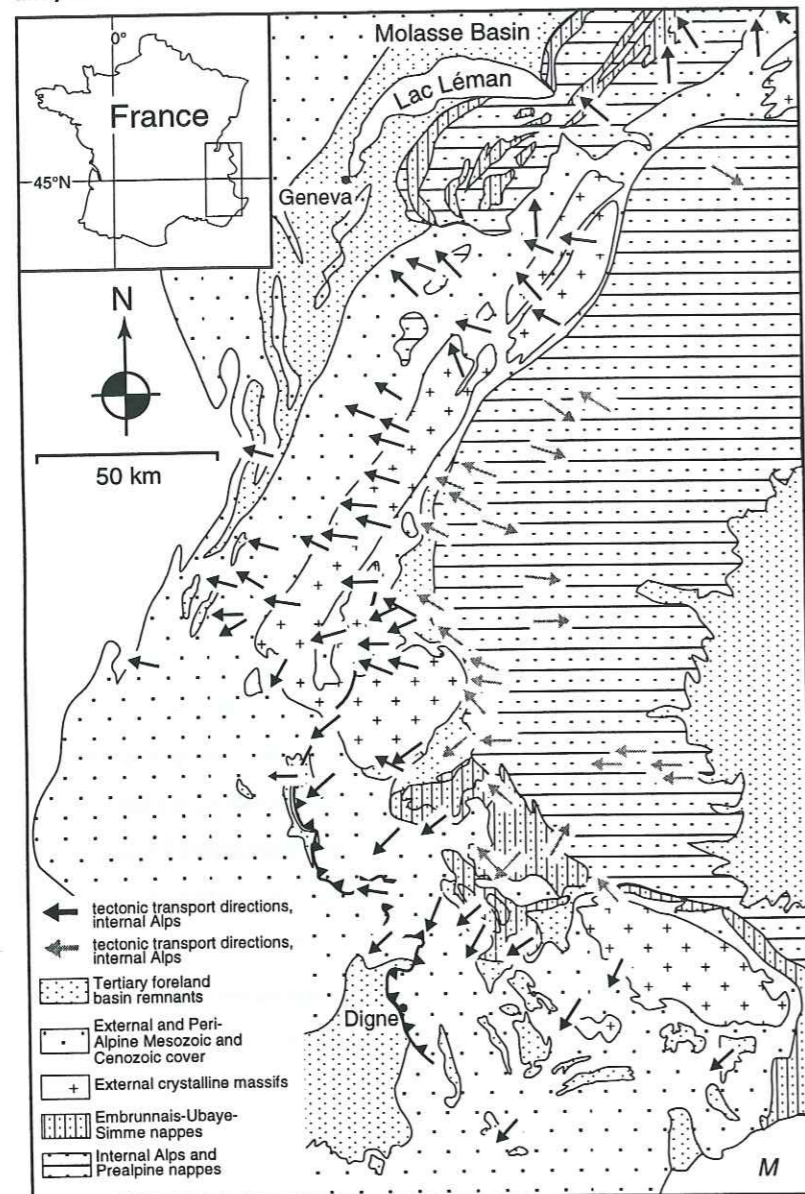 0°
France
45°N
Molasse Basin
Lac Léman
Geneva
N
50 km
tectonic transport directions,
internal Alps
tectonic transport directions,
internal Alps
Tertiary foreland
basin remnants
External and Peri-
Alpine Mesozoic and
Cenozoic cover
External crystalline massifs
Embrunnais-Ubaye-
Simme nappes
Internal Alps and
Prealpine nappes
Digne
M